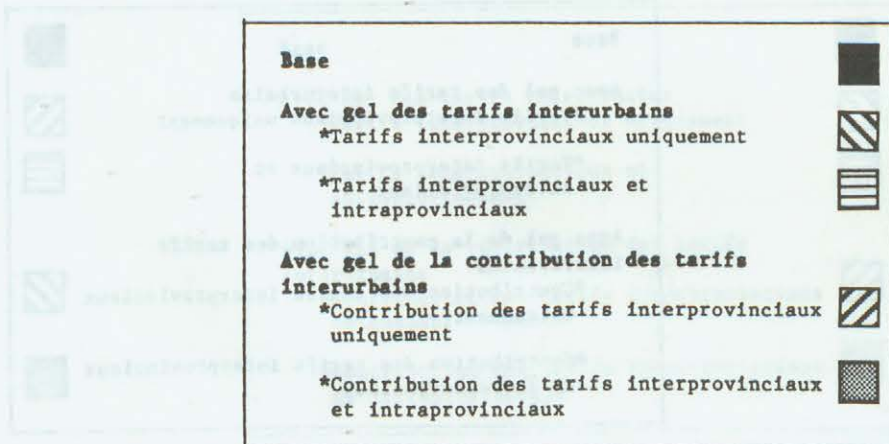 Base
Avec gel des tarifs interurbains
*Tarifs interprovinciaux uniquement
*Tarifs interprovinciaux et
intraprovinciaux
Avec gel de la contribution des tarifs
interurbains
*Contribution des tarifs interprovinciaux
uniquement
*Contribution des tarifs interprovinciaux
et intraprovinciaux